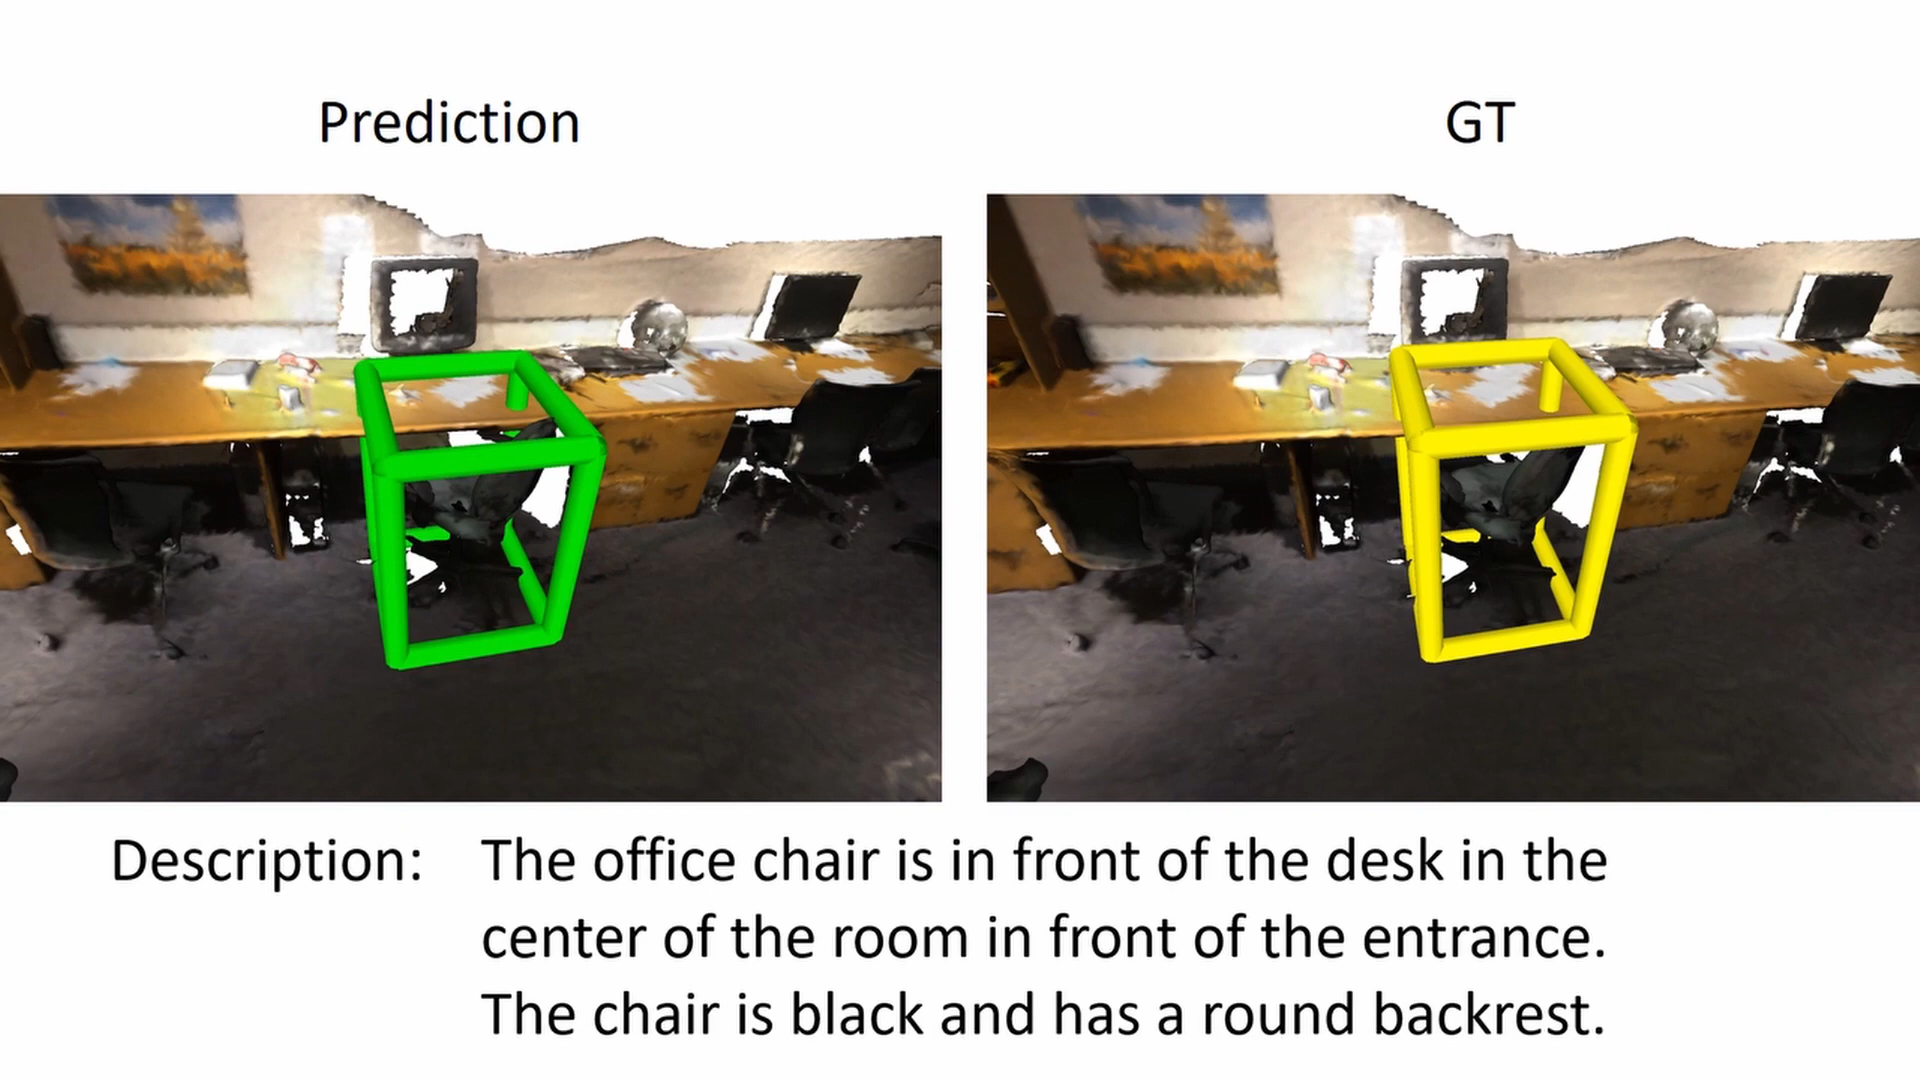 Prediction
GT
Description: The office chair is in front of the desk in the
center of the room in front of the entrance.
The chair is black and has a round backrest.